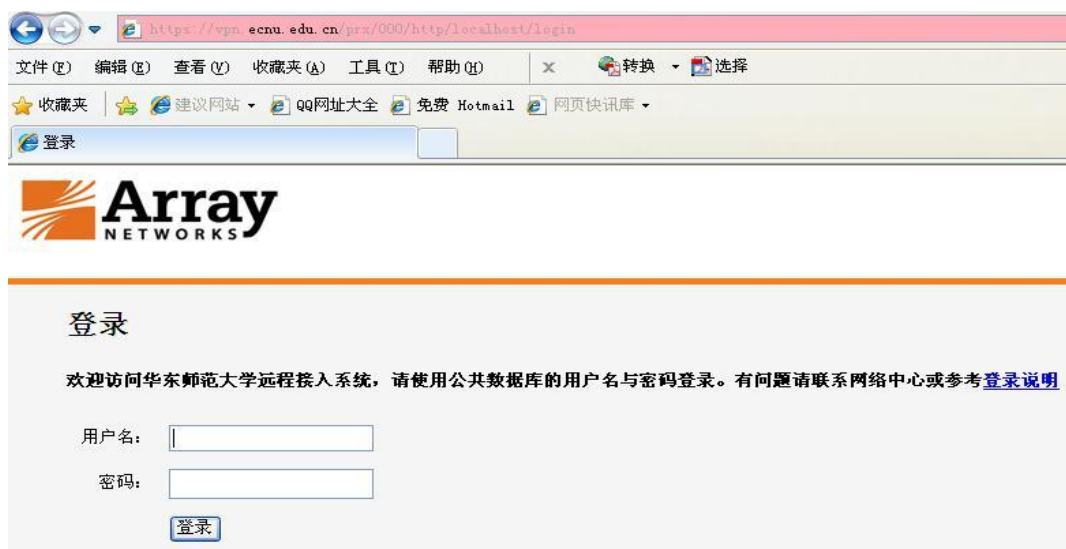 https://vpn.ecnu.edu.cn/prx/000/http/localhost/login
文件(F) 编辑(E) 查看(V) 收藏夹(A) 工具(T) 帮助(H) x 转换 选择
收藏夹 建议网站 QQ网址大全 免费 Hotmail 网页快讯库
登录
Array
NETWORKS
登录
欢迎访问华东师范大学远程接入系统，请使用公共数据库的用户名与密码登录。有问题请联系网络中心或参考登录说明
用户名：
密码：
登录